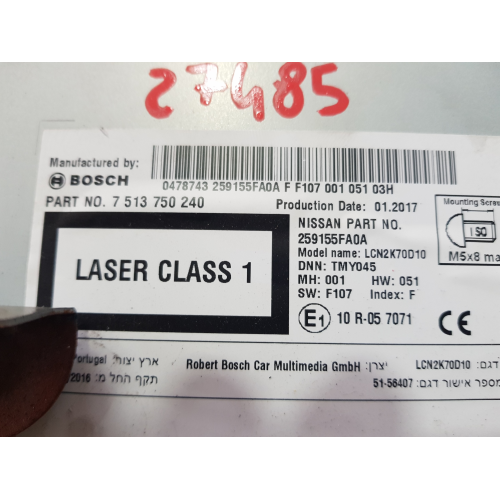 27485
Manufactured by:
BOSCH
0478743 259155FA0A F F107 001 051 03H
PART NO. 7 513 750 240
Production Date: 01.2017
Mounting Screw
NISSAN PART NO.
259155FA0A
ISO
Model name: LCN2K70D10
DNN: TMY045
M5x8 ma
LASER CLASS 1
MH: 001 HW: 051
SW: F107 Index: F
E1 10 R-05 7071
CE
Portugal ארץ יצור:
Robert Bosch Car Multimedia GmbH יצרן:
LCN2K70D10 דגם:
2016 תקף החל מ:
51-56407 מספר אישור דגם: